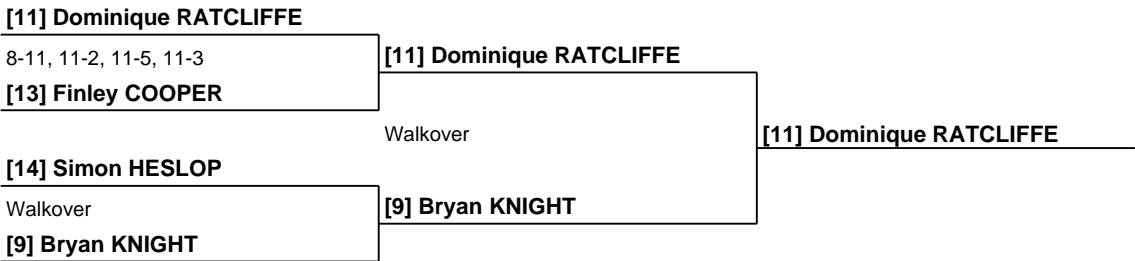 [11] Dominique RATCLIFFE
8-11, 11-2, 11-5, 11-3
[11] Dominique RATCLIFFE
[13] Finley COOPER
Walkover
[11] Dominique RATCLIFFE
[14] Simon HESLOP
Walkover
[9] Bryan KNIGHT
[9] Bryan KNIGHT